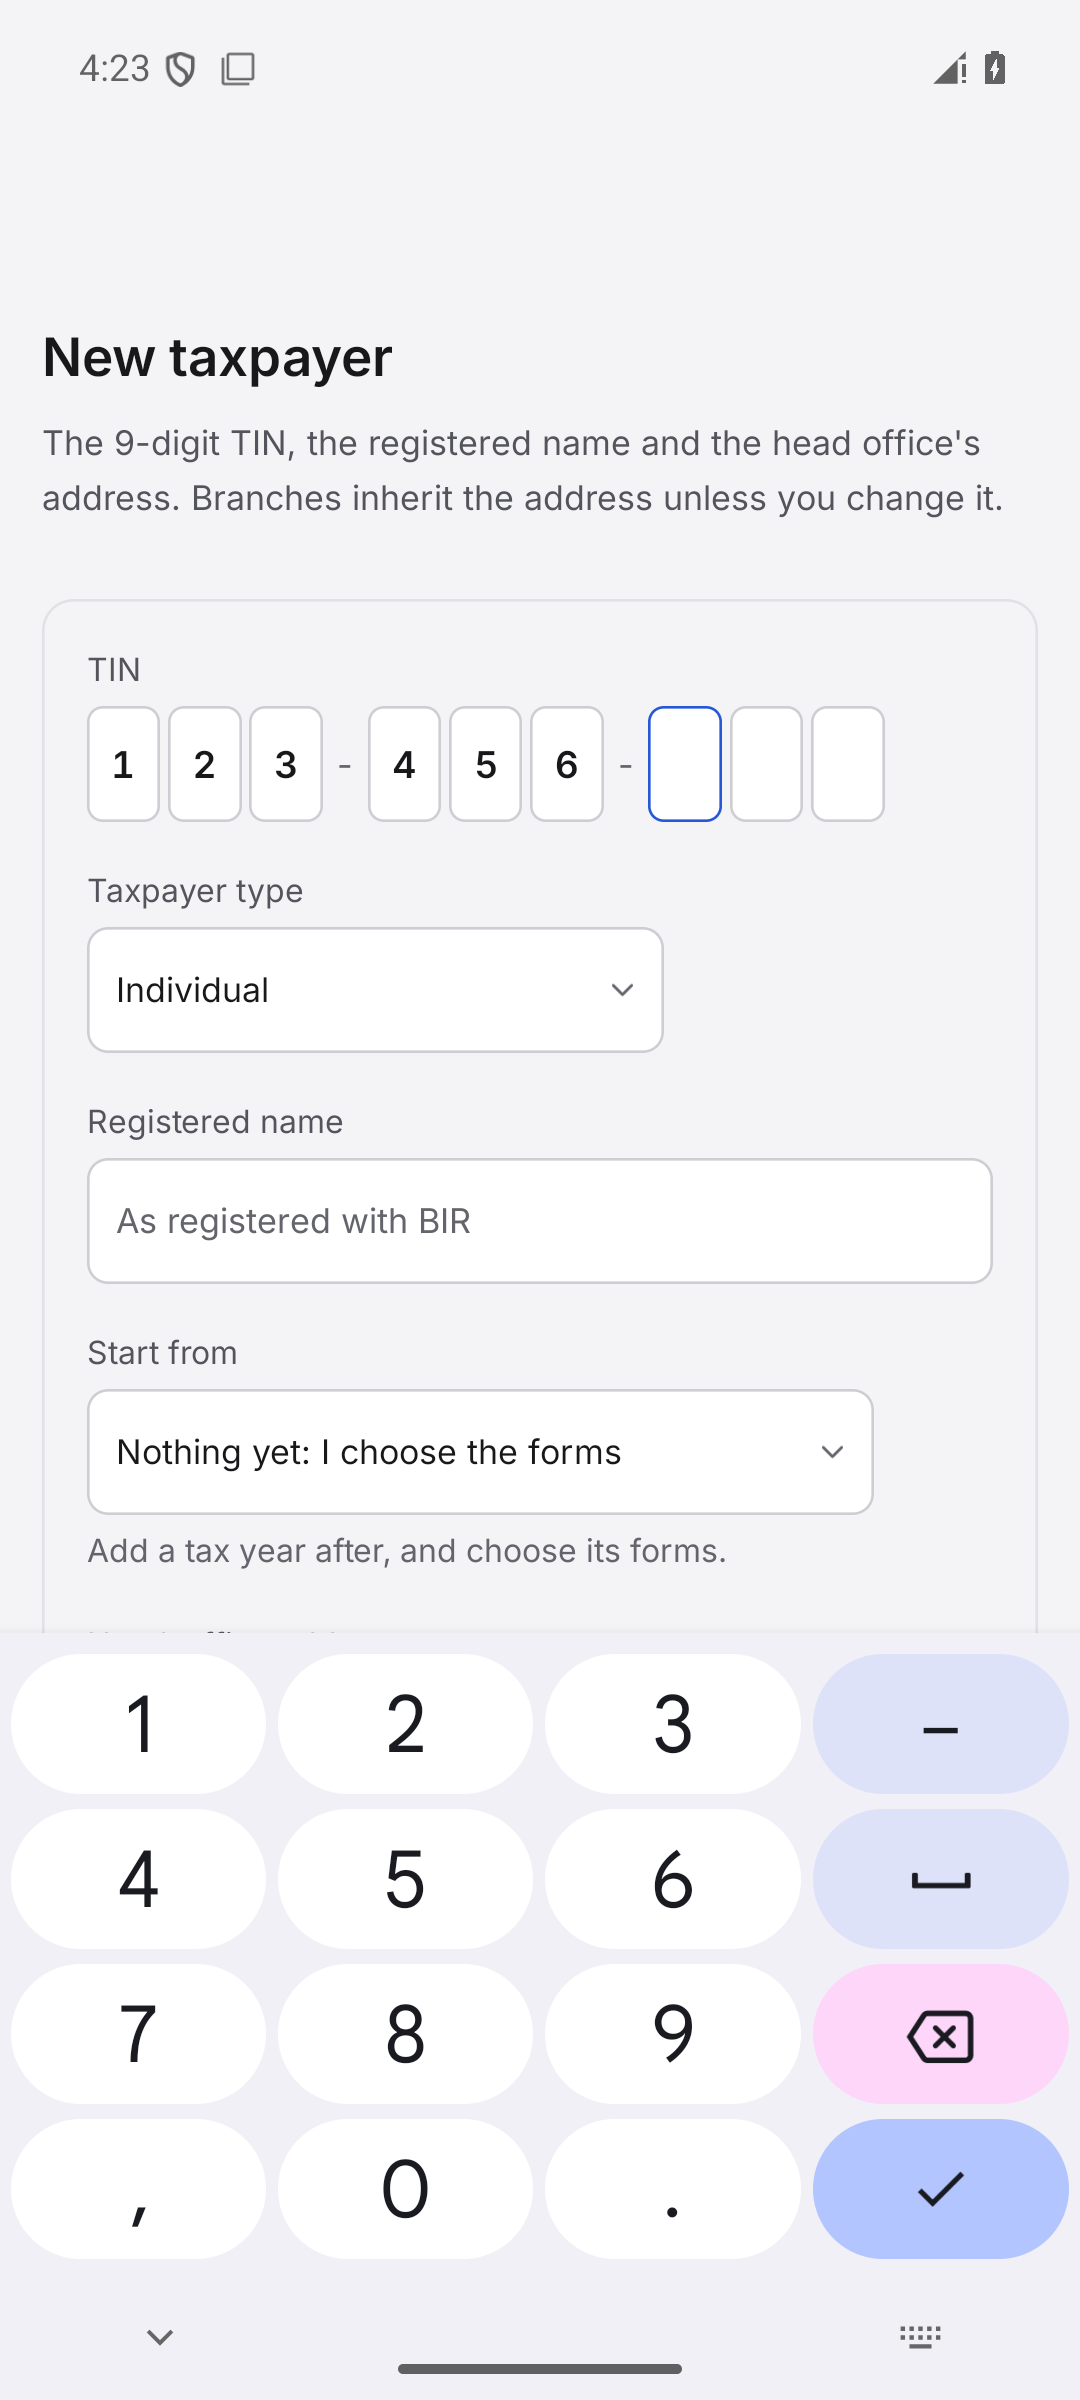 4:23
New taxpayer
The 9-digit TIN, the registered name and the head office's
address. Branches inherit the address unless you change it.
TIN
1 2 3 - 4 5 6 -
Taxpayer type
Individual
Registered name
As registered with BIR
Start from
Nothing yet: I choose the forms
Add a tax year after, and choose its forms.
1 2 3 –
4 5 6
7 8 9
, 0 .